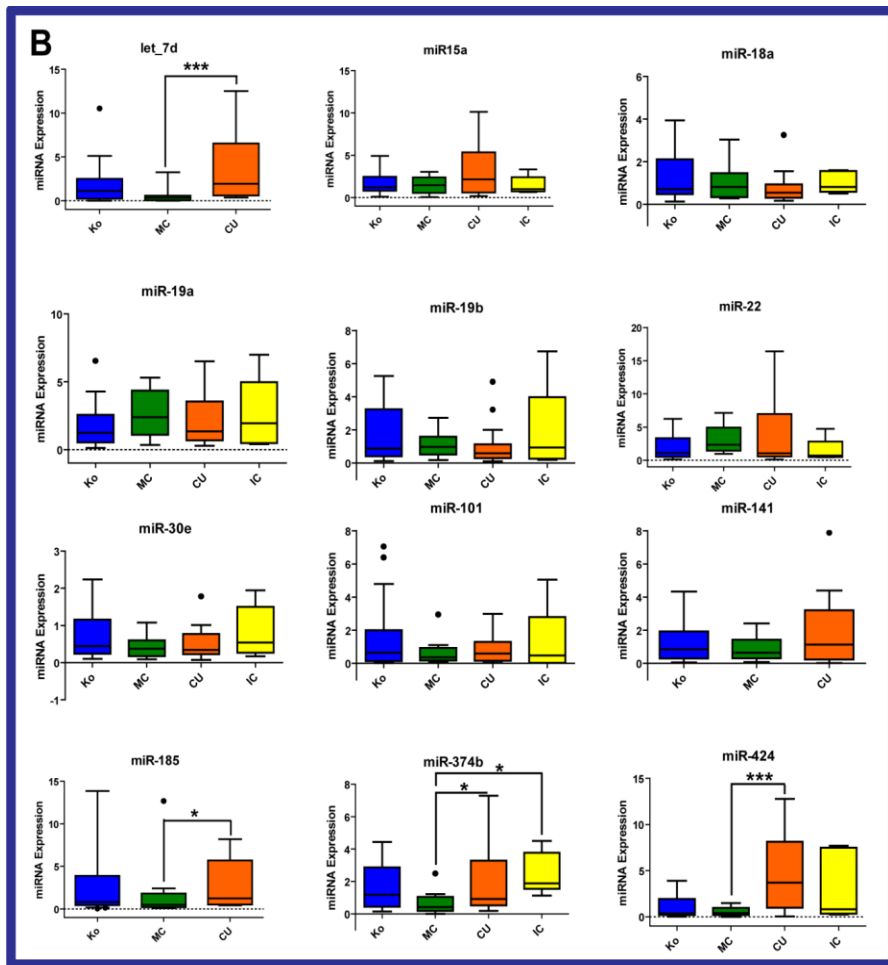 B
let_7d
miRNA Expression
15
10
5
0
***
Ko
MC
CU
miR15a
miRNA Expression
15
10
5
0
Ko
MC
CU
IC
miR-18a
miRNA Expression
6
4
2
0
Ko
MC
CU
IC
miR-19a
miRNA Expression
10
5
0
Ko
MC
CU
IC
miR-19b
miRNA Expression
8
6
4
2
0
Ko
MC
CU
IC
miR-22
miRNA Expression
20
15
10
5
0
Ko
MC
CU
IC
miR-30e
miRNA Expression
3
2
1
0
-1
Ko
MC
CU
IC
miR-101
miRNA Expression
8
6
4
2
0
Ko
MC
CU
IC
miR-141
miRNA Expression
8
6
4
2
0
Ko
MC
CU
miR-185
miRNA Expression
15
10
5
0
*
Ko
MC
CU
miR-374b
miRNA Expression
8
6
4
2
0
*
*
Ko
MC
CU
IC
miR-424
miRNA Expression
15
10
5
0
***
Ko
MC
CU
IC